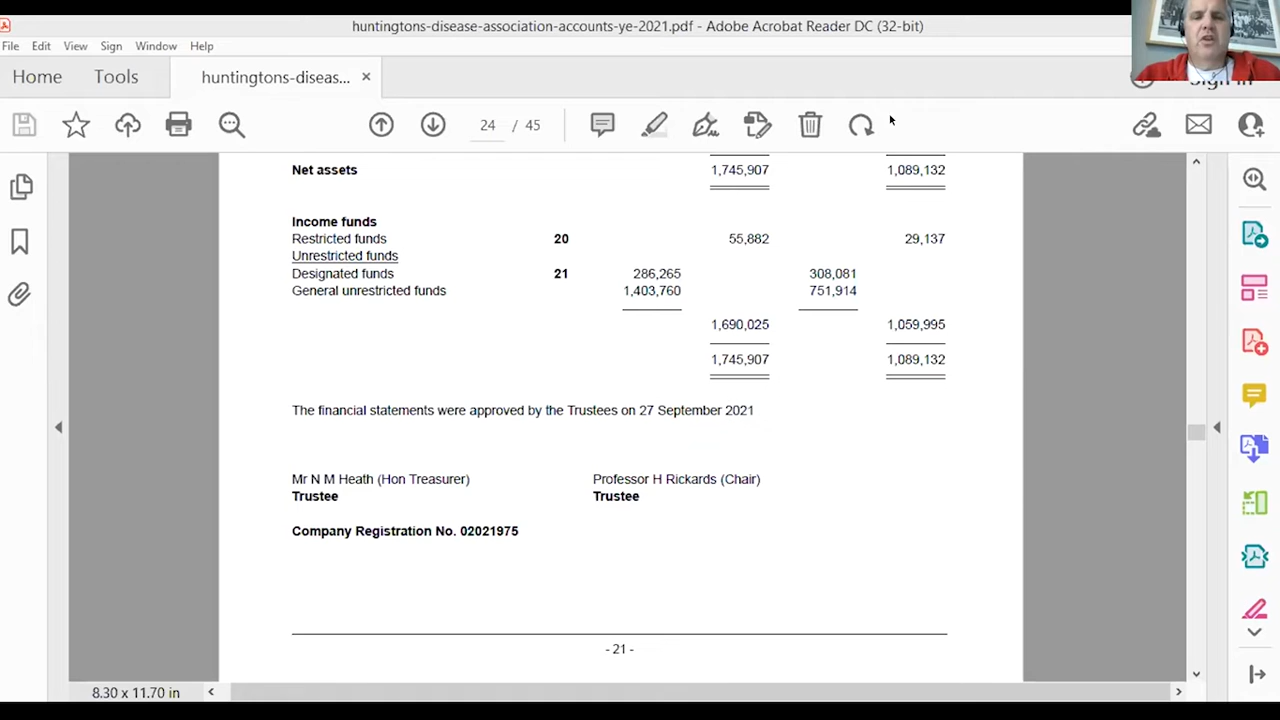 huntingtons-disease-association-accounts-ye-2021.pdf - Adobe Acrobat Reader DC (32-bit)
File Edit View Sign Window Help
Home Tools huntingtons-diseas... ×
24 / 45
Net assets 1,745,907 1,089,132
Income funds
Restricted funds 20 55,882 29,137
Unrestricted funds
Designated funds 21 286,265 308,081
General unrestricted funds 1,403,760 751,914
1,690,025 1,059,995
1,745,907 1,089,132
The financial statements were approved by the Trustees on 27 September 2021
Mr N M Heath (Hon Treasurer) Professor H Rickards (Chair)
Trustee Trustee
Company Registration No. 02021975
- 21 -
8.30 x 11.70 in